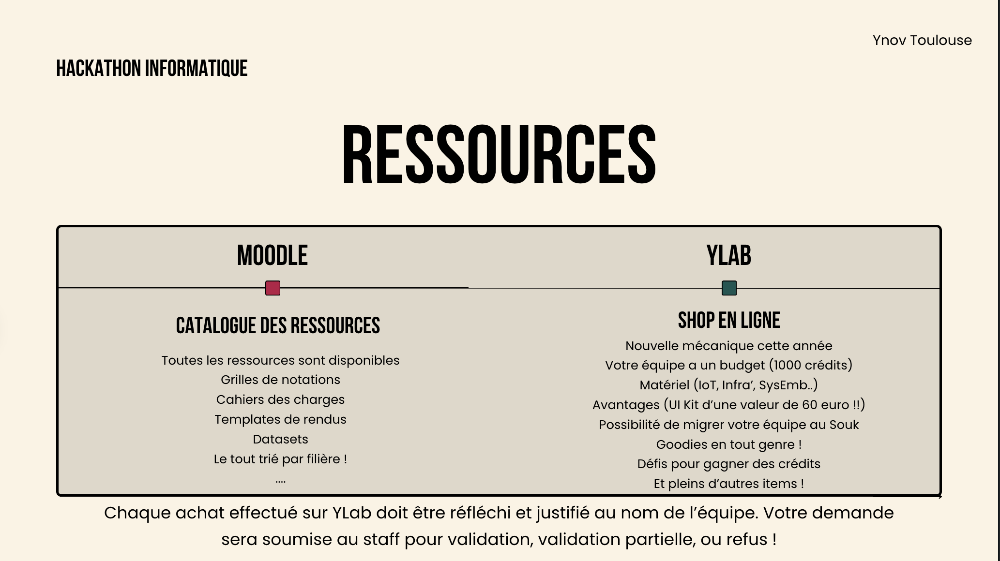 Ynov Toulouse
HACKATHON INFORMATIQUE
RESSOURCES
MOODLE
CATALOGUE DES RESSOURCES
Toutes les ressources sont disponibles
Grilles de notations
Cahiers des charges
Templates de rendus
Datasets
Le tout trié par filière !
....
YLAB
SHOP EN LIGNE
Nouvelle mécanique cette année
Votre équipe a un budget (1000 crédits)
Matériel (IoT, Infra’, SysEmb..)
Avantages (UI Kit d’une valeur de 60 euro !!)
Possibilité de migrer votre équipe au Souk
Goodies en tout genre !
Défis pour gagner des crédits
Et pleins d’autres items !
Chaque achat effectué sur YLab doit être réfléchi et justifié au nom de l’équipe. Votre demande
sera soumise au staff pour validation, validation partielle, ou refus !